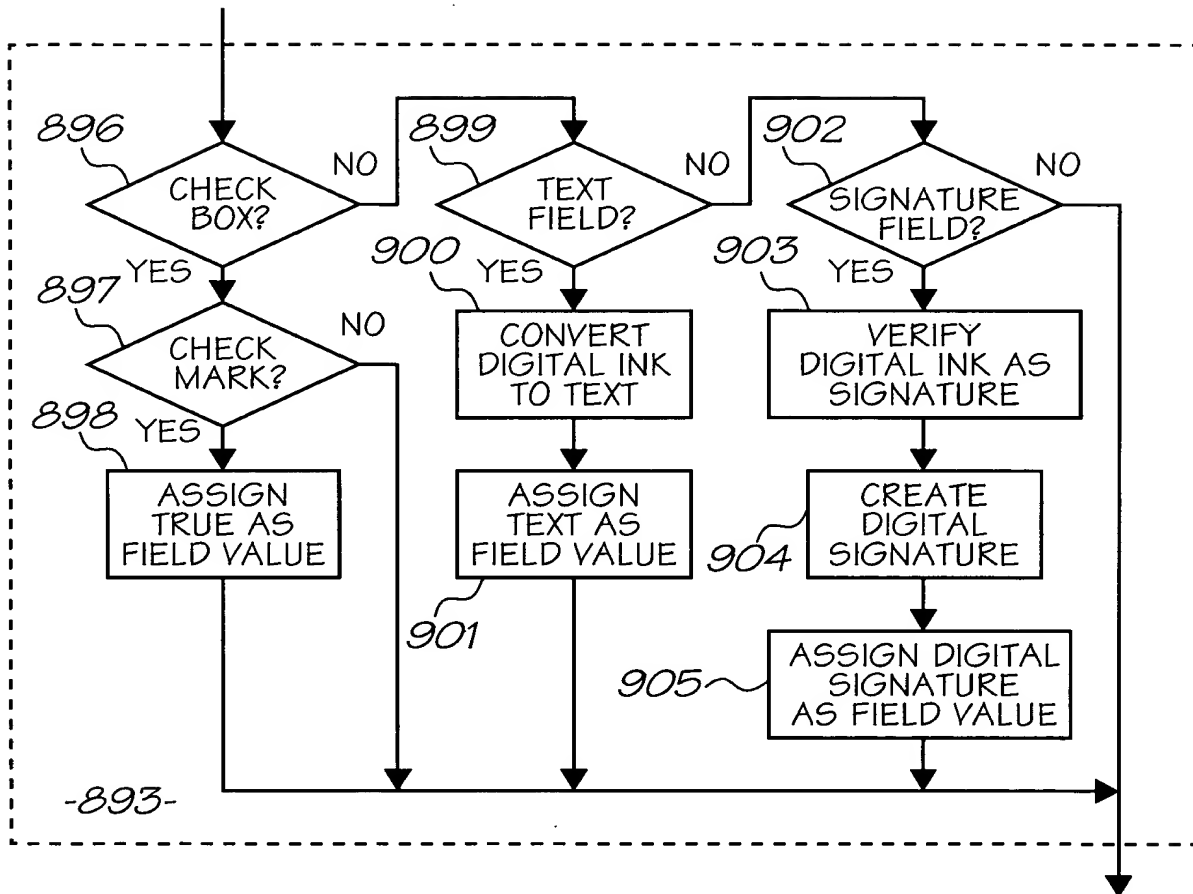 896
CHECK
BOX?
NO
YES
897
CHECK
MARK?
NO
YES
898
ASSIGN
TRUE AS
FIELD VALUE
899
TEXT
FIELD?
NO
YES
900
CONVERT
DIGITAL INK
TO TEXT
ASSIGN
TEXT AS
FIELD VALUE
901
902
SIGNATURE
FIELD?
NO
YES
903
VERIFY
DIGITAL INK AS
SIGNATURE
CREATE
DIGITAL
SIGNATURE
904
ASSIGN DIGITAL
SIGNATURE
AS FIELD VALUE
905
-893-